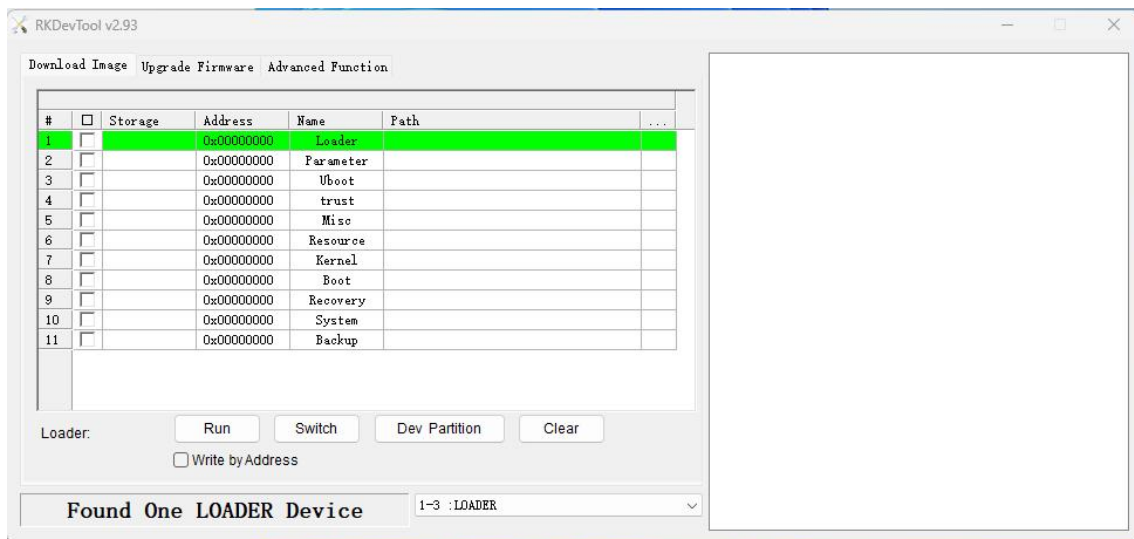 RKDevTool v2.93
Download Image Upgrade Firmware Advanced Function
# Storage Address Name Path ...
1 0x00000000 Loader
2 0x00000000 Parameter
3 0x00000000 Uboot
4 0x00000000 trust
5 0x00000000 Misc
6 0x00000000 Resource
7 0x00000000 Kernel
8 0x00000000 Boot
9 0x00000000 Recovery
10 0x00000000 System
11 0x00000000 Backup
Loader: Run Switch Dev Partition Clear
Write by Address
Found One LOADER Device 1-3 :LOADER